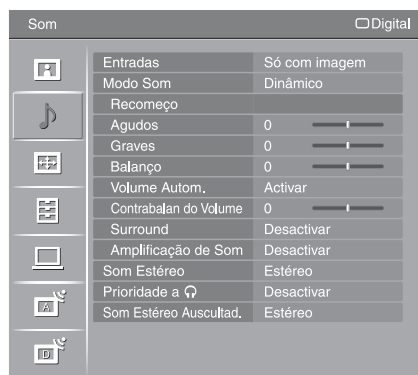 Som Digital
Entradas Só com imagem
Modo Som Dinâmico
Recomeço
Agudos 0
Graves 0
Balanço 0
Volume Autom. Activar
Contrabalan do Volume 0
Surround Desactivar
Amplificação de Som Desactivar
Som Estéreo Estéreo
Prioridade a Desactivar
Som Estéreo Auscultad. Estéreo
A
D